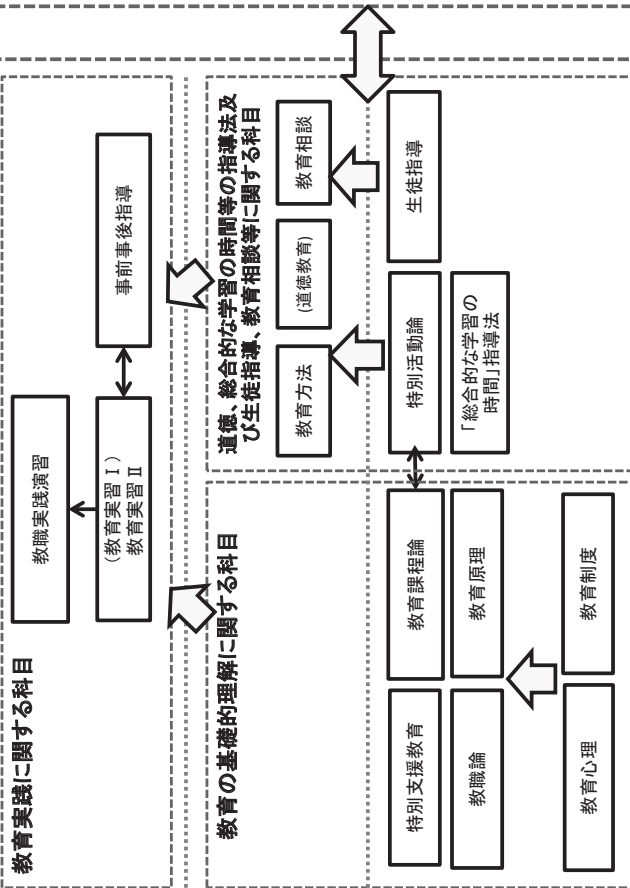 教育実践に関する科目
教職実践演習
（教育実習Ⅰ）
教育実習Ⅱ
事前事後指導
教育の基礎的理解に関する科目
特別支援教育
教育課程論
教職論
教育原理
教育心理
教育制度
道徳、総合的な学習の時間等の指導法及
び生徒指導、教育相談等に関する科目
教育方法
(道徳教育)
教育相談
特別活動論
生徒指導
「総合的な学習の
時間」指導法